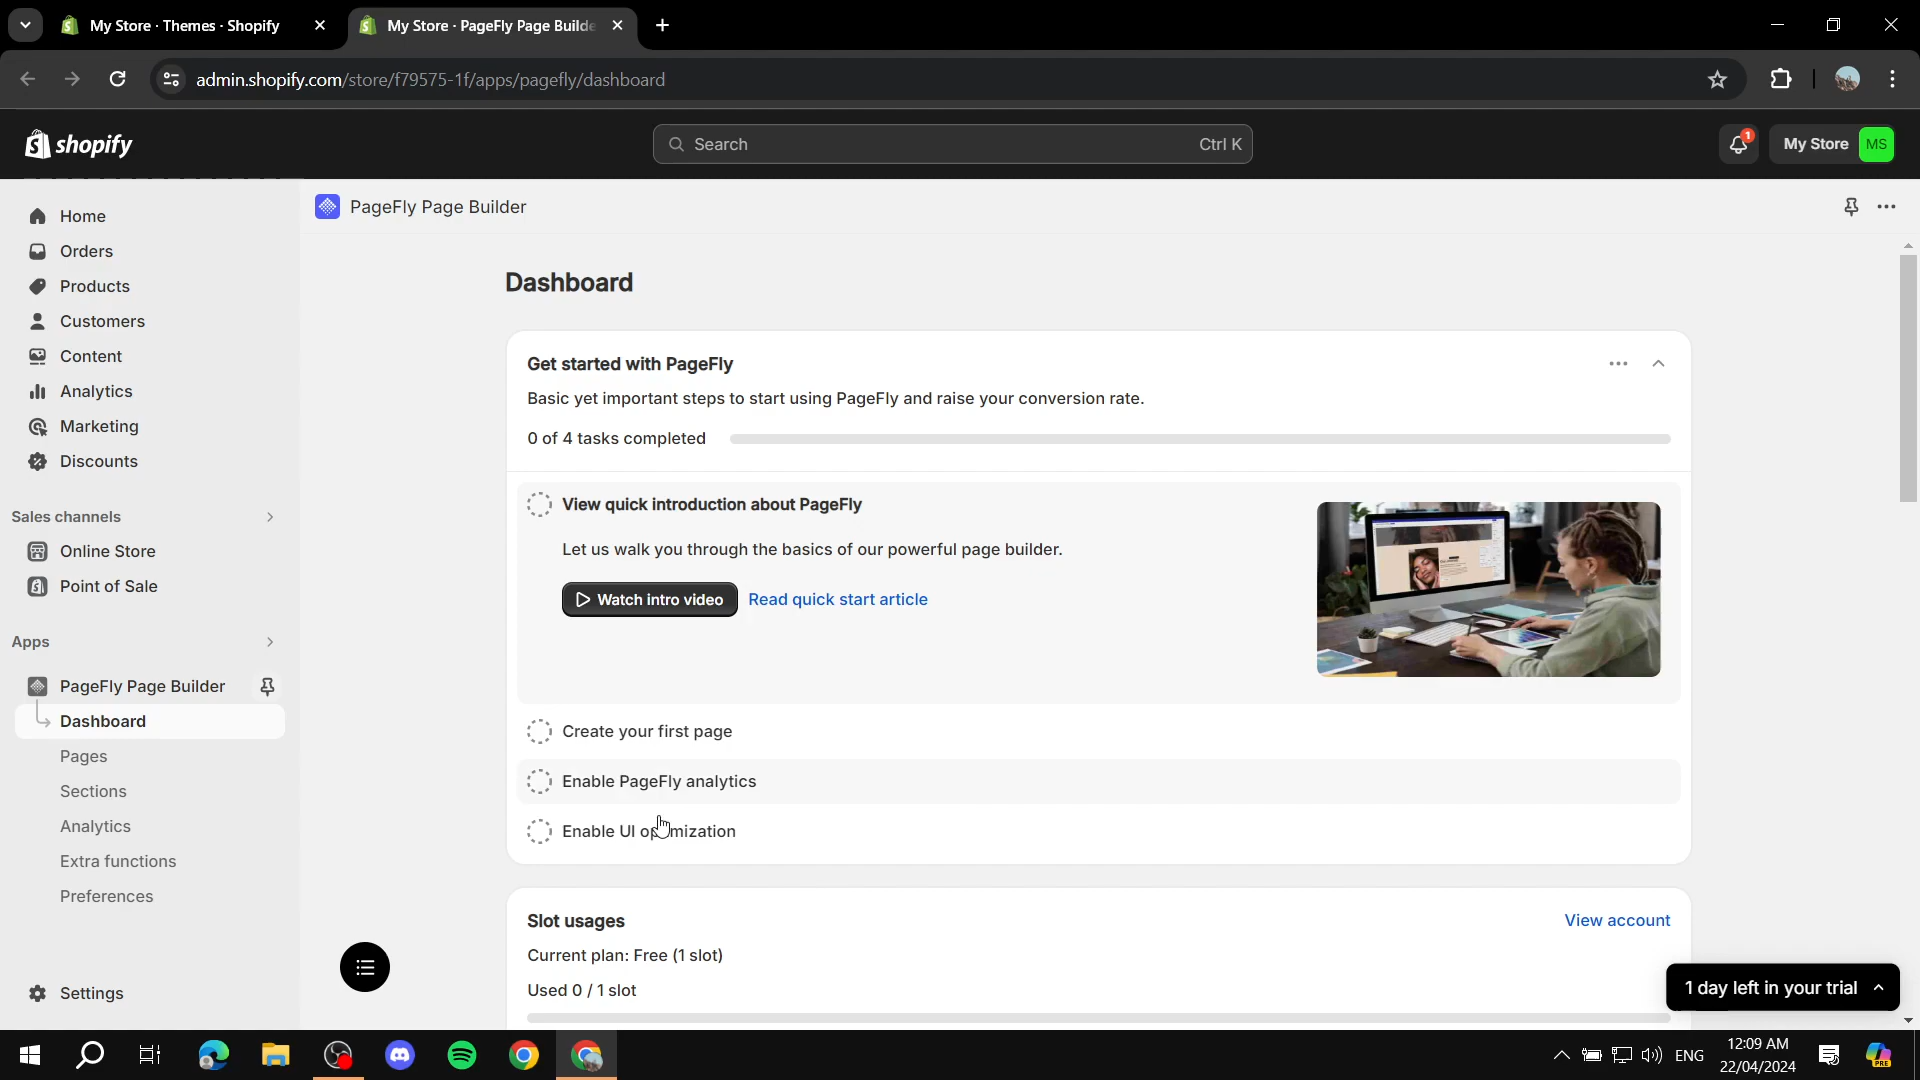 My Store · Themes · Shopify
My Store · PageFly Page Builde
admin.shopify.com/store/f79575-1f/apps/pagefly/dashboard
shopify
Search
Ctrl K
1
My Store
MS
Home
Orders
Products
Customers
Content
Analytics
Marketing
Discounts
Sales channels
Online Store
Point of Sale
Apps
PageFly Page Builder
Dashboard
Pages
Sections
Analytics
Extra functions
Preferences
Settings
PageFly Page Builder
Dashboard
Get started with PageFly
Basic yet important steps to start using PageFly and raise your conversion rate.
0 of 4 tasks completed
View quick introduction about PageFly
Let us walk you through the basics of our powerful page builder.
Watch intro video
Read quick start article
Create your first page
Enable PageFly analytics
Enable UI optimization
Slot usages
View account
Current plan: Free (1 slot)
Used 0 / 1 slot
1 day left in your trial
ENG
12:09 AM
22/04/2024
PRE